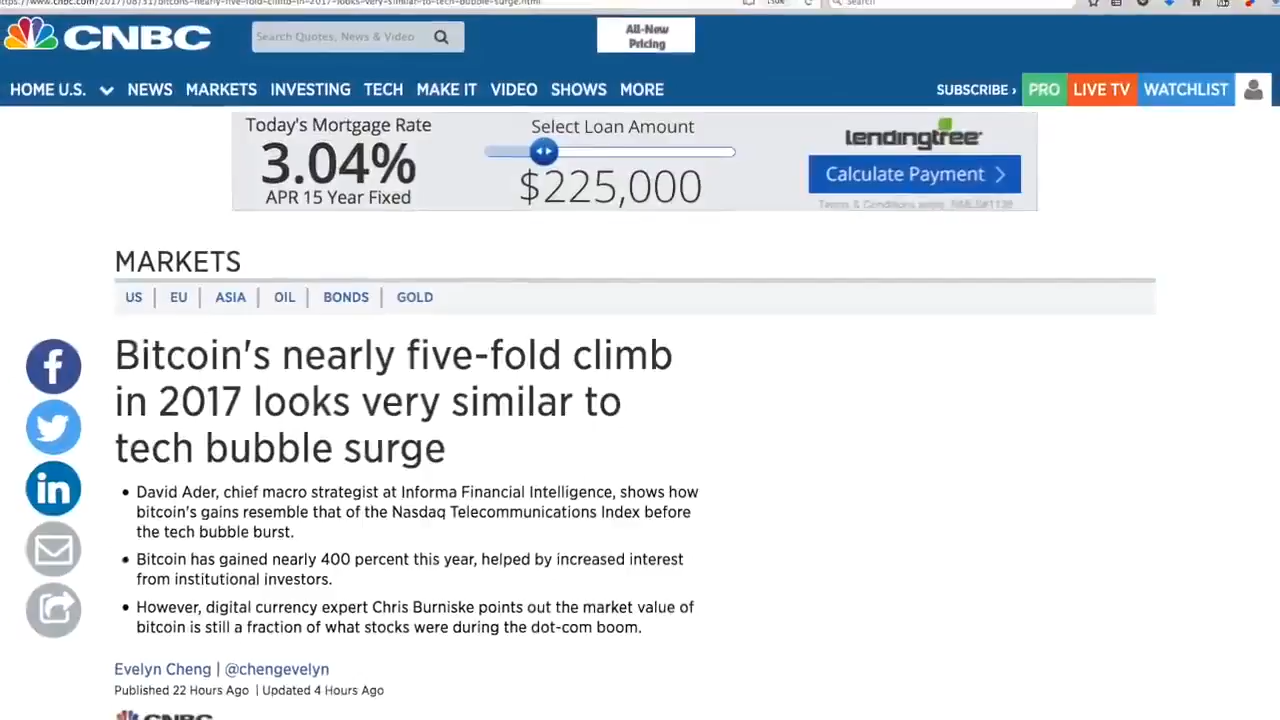 https://www.cnbc.com/2017/08/31/bitcoins-nearly-five-fold-climb-in-2017-looks-very-similar-to-tech-bubble-surge.html
Search
CNBC
Search Quotes, News & Video
All-New
Pricing
HOME U.S. NEWS MARKETS INVESTING TECH MAKE IT VIDEO SHOWS MORE SUBSCRIBE › PRO LIVE TV WATCHLIST
Today's Mortgage Rate
3.04%
APR 15 Year Fixed
Select Loan Amount
$225,000
lendingtree
Calculate Payment
Terms & Conditions apply. NMLS#1136
MARKETS
US | EU | ASIA | OIL | BONDS | GOLD
Bitcoin's nearly five-fold climb
in 2017 looks very similar to
tech bubble surge
• David Ader, chief macro strategist at Informa Financial Intelligence, shows how
bitcoin's gains resemble that of the Nasdaq Telecommunications Index before
the tech bubble burst.
• Bitcoin has gained nearly 400 percent this year, helped by increased interest
from institutional investors.
• However, digital currency expert Chris Burniske points out the market value of
bitcoin is still a fraction of what stocks were during the dot-com boom.
Evelyn Cheng | @chengevelyn
Published 22 Hours Ago | Updated 4 Hours Ago
CNBC